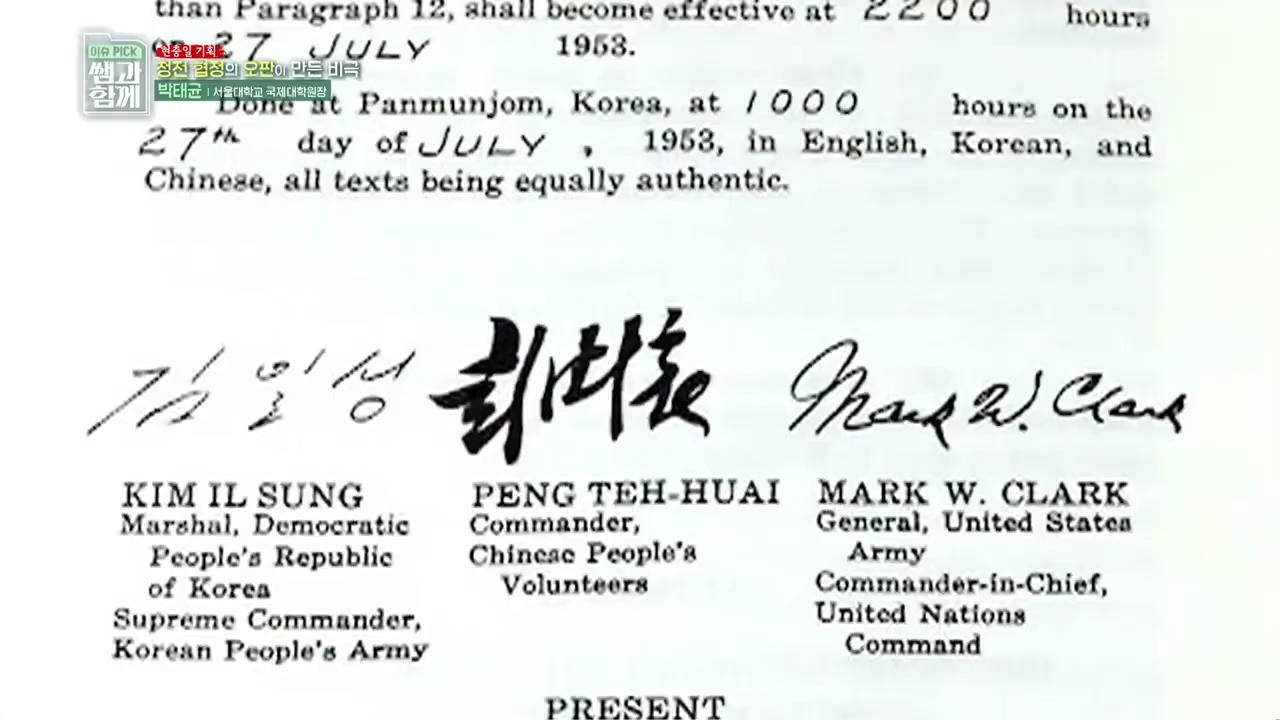 than Paragraph 12, shall become effective at 2200 hours
on 27 JULY 1953.
이슈 PICK
쌤과
함께
현충일 기획
정전 협정의 오판이 만든 비극
박태균 | 서울대학교 국제대학원장
Done at Panmunjom, Korea, at 1000 hours on the
27th day of JULY, 1953, in English, Korean, and
Chinese, all texts being equally authentic.
김일성 彭德懷 Mark W. Clark
KIM IL SUNG PENG TEH-HUAI MARK W. CLARK
Marshal, Democratic Commander, General, United States
People's Republic Chinese People's Army
of Korea Volunteers Commander-in-Chief,
Supreme Commander, United Nations
Korean People's Army Command
PRESENT